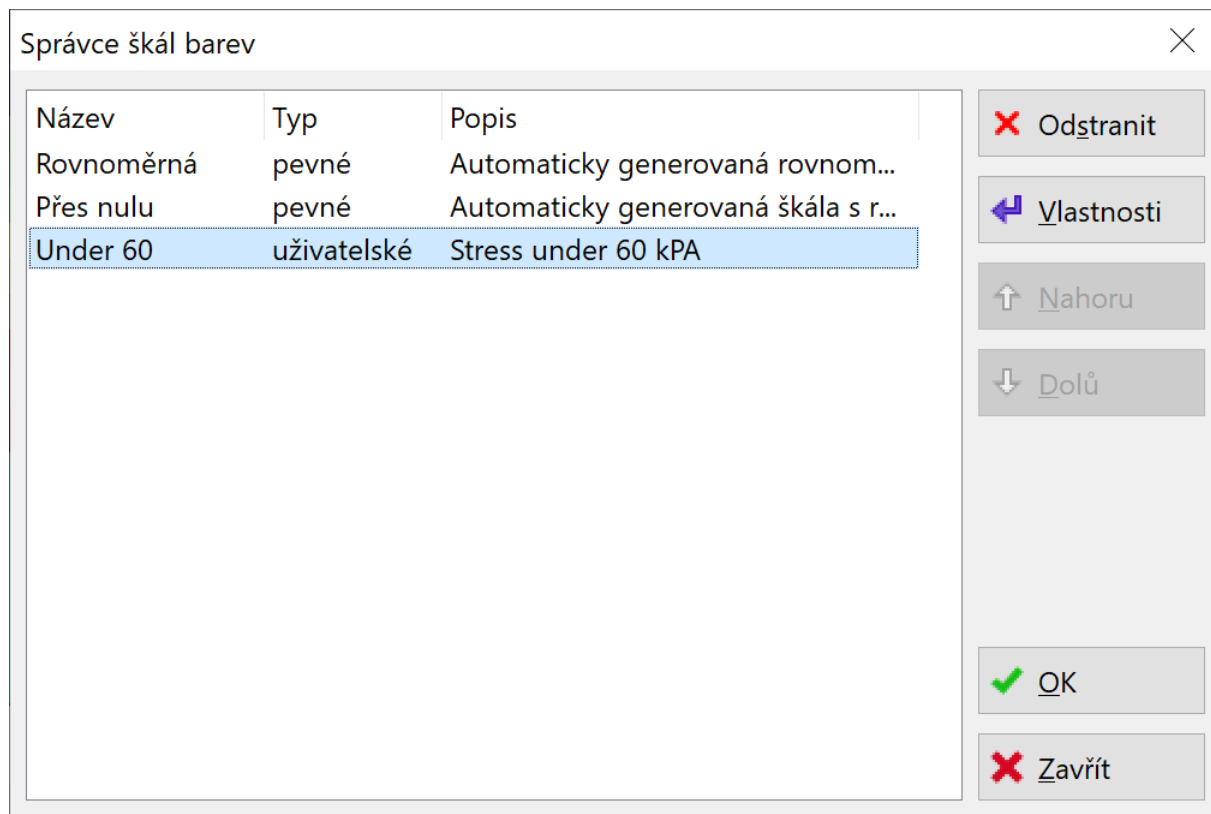 Správce škál barev
Název Typ Popis
Rovnoměrná pevné Automaticky generovaná rovnom...
Přes nulu pevné Automaticky generovaná škála s r...
Under 60 uživatelské Stress under 60 kPA
Odstranit
Vlastnosti
Nahoru
Dolů
OK
Zavřít